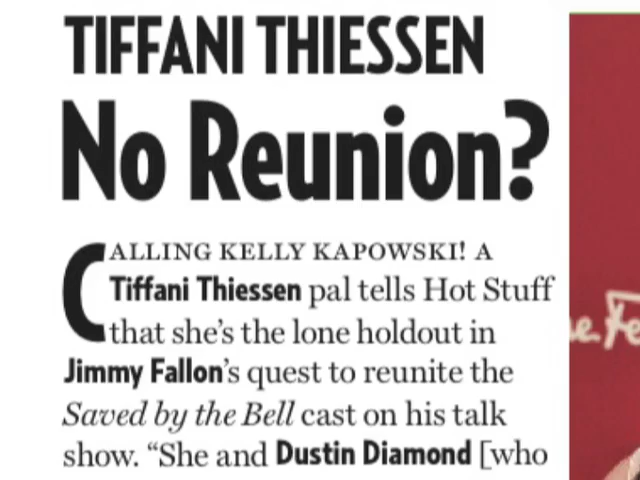 TIFFANI THIESSEN
No Reunion?
CALLING KELLY KAPOWSKI! A
Tiffani Thiessen pal tells Hot Stuff
that she's the lone holdout in
Jimmy Fallon's quest to reunite the
Saved by the Bell cast on his talk
show. “She and Dustin Diamond [who